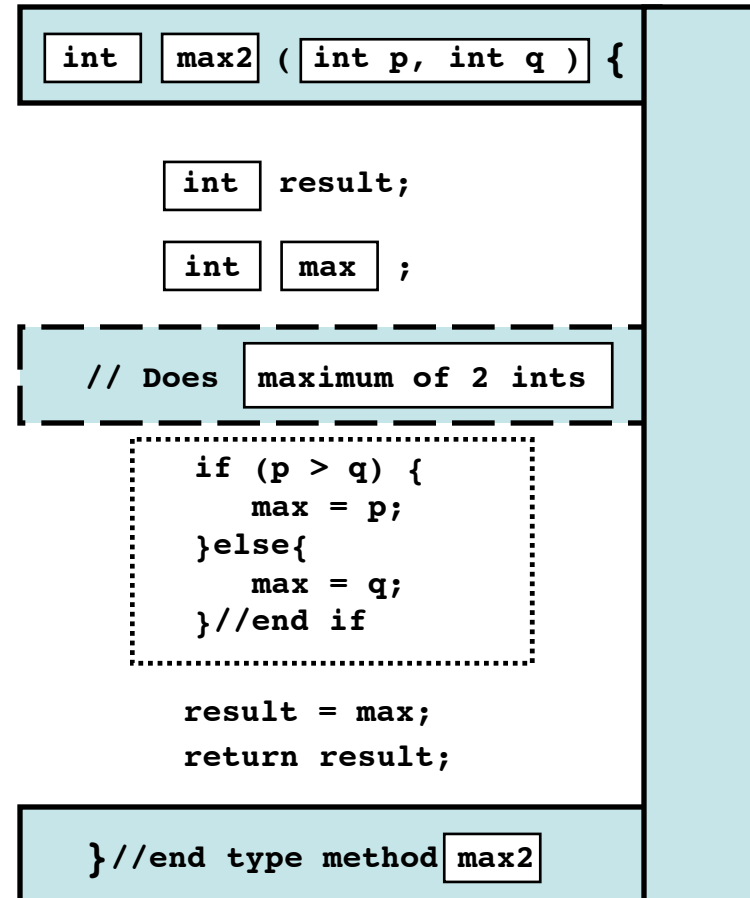 int max2 ( int p, int q ) {
int result;
int max ;
// Does maximum of 2 ints
if (p > q) {
max = p;
}else{
max = q;
}//end if
result = max;
return result;
}//end type method max2